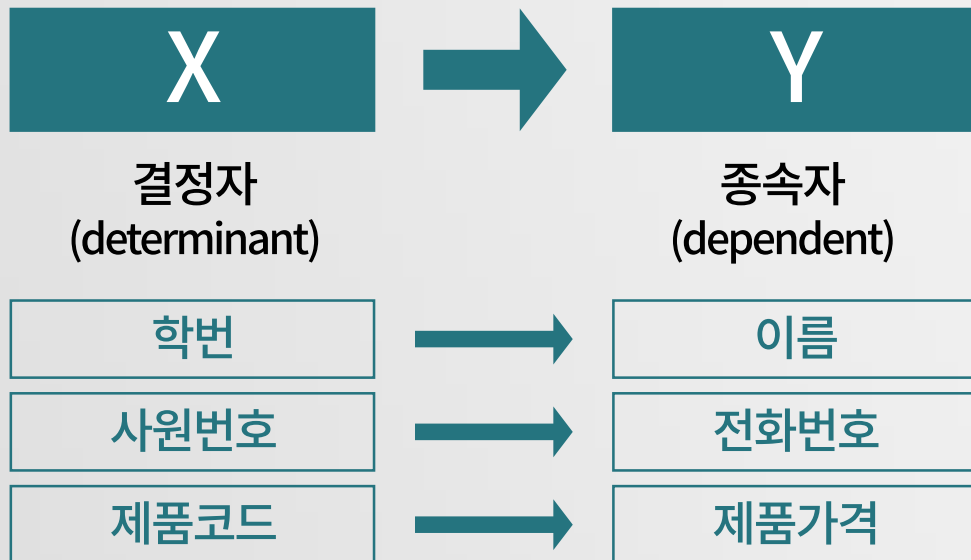 X
Y
결정자
(determinant)
종속자
(dependent)
학번
이름
사원번호
전화번호
제품코드
제품가격